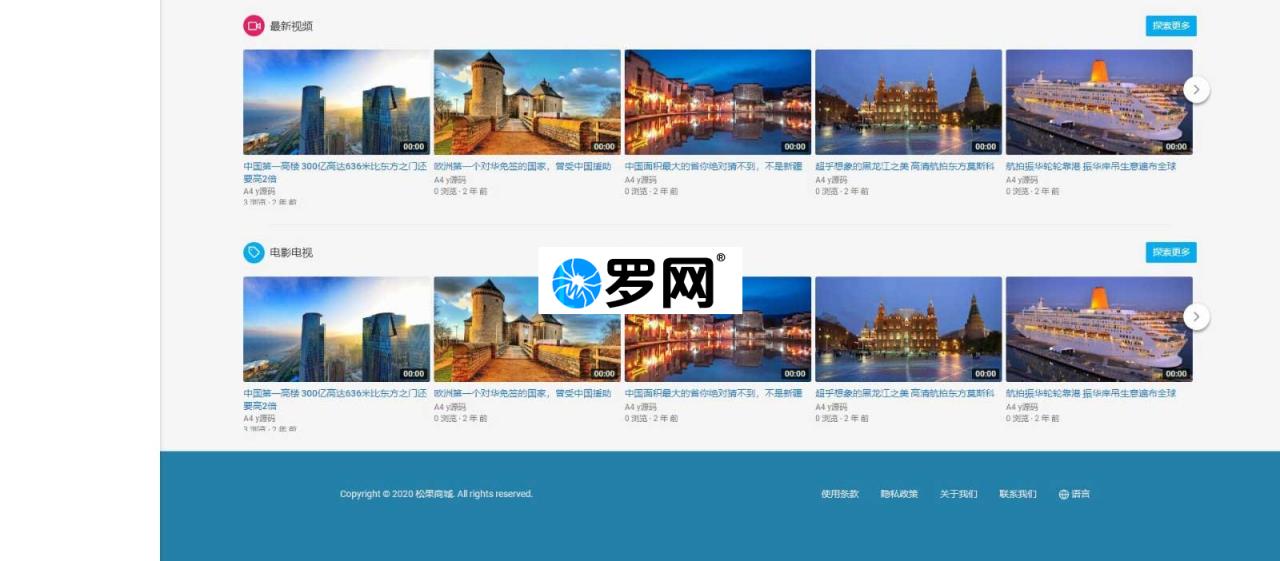 最新视频
探索更多
00:00
00:00
00:00
00:00
00:00
中国第一高楼 300亿高达636米比东方之门还
要高2倍
A4 y源码
3 浏览 · 2 年 前
欧洲第一个对华免签的国家，曾受中国援助
A4 y源码
0 浏览 · 2 年 前
中国面积最大的省你绝对猜不到，不是新疆
A4 y源码
0 浏览 · 2 年 前
超乎想象的黑龙江之美 高清航拍东方莫斯科
A4 y源码
0 浏览 · 2 年 前
航拍振华轮轮靠港 振华岸吊生意遍布全球
A4 y源码
0 浏览 · 2 年 前
电影电视
探索更多
罗网®
00:00
00:00
00:00
00:00
00:00
中国第一高楼 300亿高达636米比东方之门还
要高2倍
A4 y源码
3 浏览 · 2 年 前
欧洲第一个对华免签的国家，曾受中国援助
A4 y源码
0 浏览 · 2 年 前
中国面积最大的省你绝对猜不到，不是新疆
A4 y源码
0 浏览 · 2 年 前
超乎想象的黑龙江之美 高清航拍东方莫斯科
A4 y源码
0 浏览 · 2 年 前
航拍振华轮轮靠港 振华岸吊生意遍布全球
A4 y源码
0 浏览 · 2 年 前
Copyright © 2020 松果商城. All rights reserved.
使用条款 隐私政策 关于我们 联系我们 语言